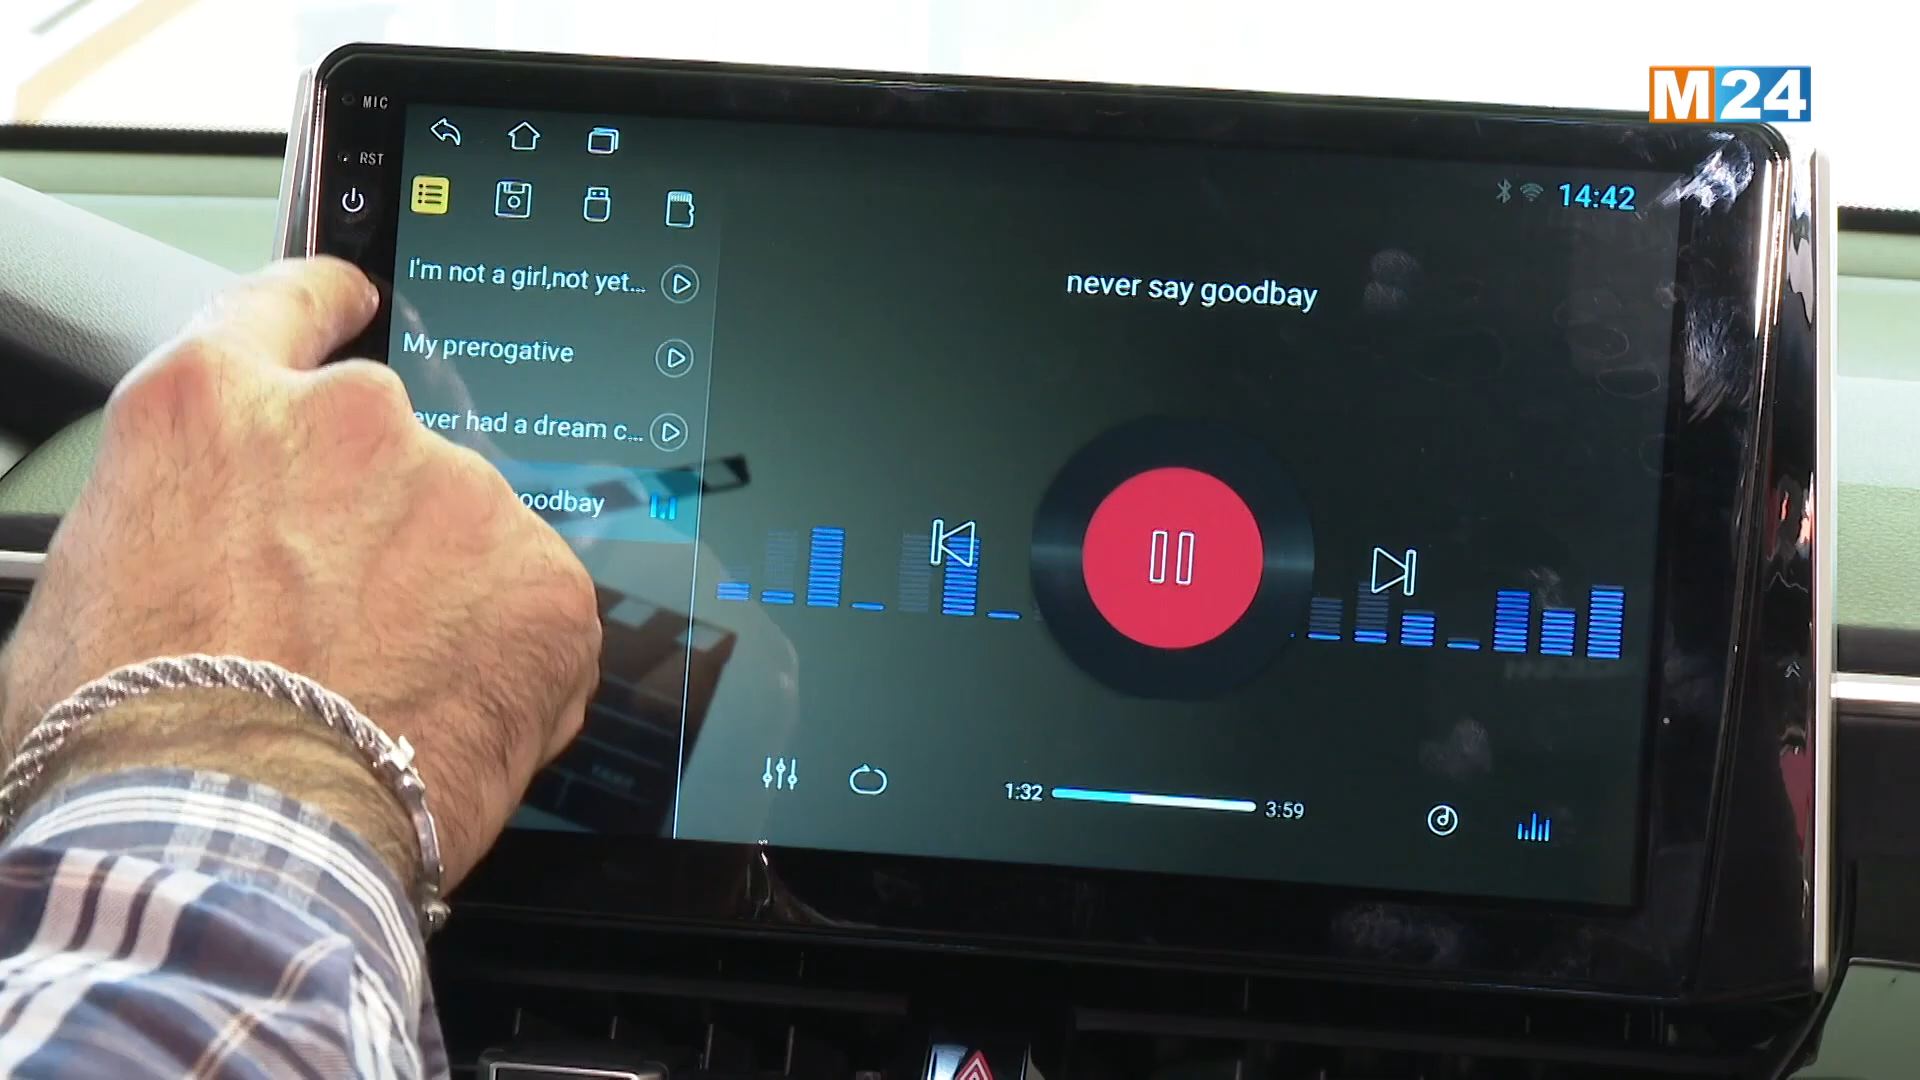 M24
MIC
RST
14:42
I'm not a girl,not yet...
My prerogative
ever had a dream c...
oodbay
never say goodbay
1:32
3:59